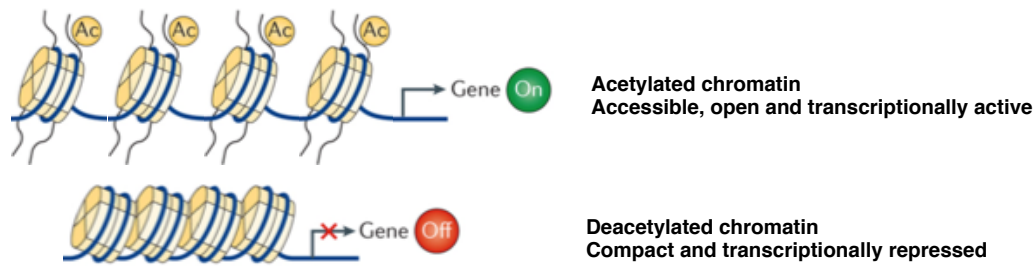 Ac Ac Ac Ac
Gene On
Acetylated chromatin
Accessible, open and transcriptionally active
Gene Off
Deacetylated chromatin
Compact and transcriptionally repressed